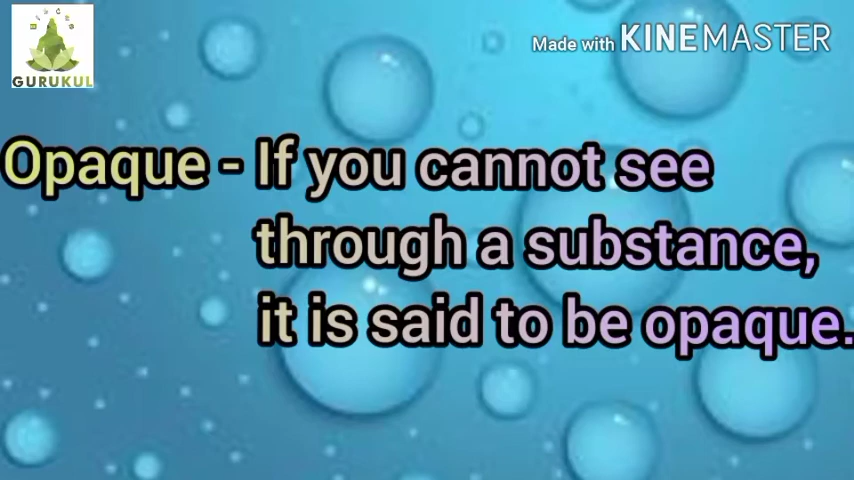 GURUKUL
Made with KINEMASTER
Opaque - If you cannot see
through a substance,
it is said to be opaque.